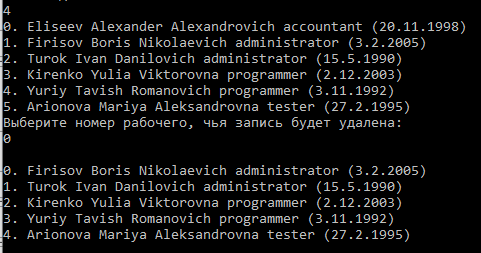 4
0. Eliseev Alexander Alexandrovich accountant (20.11.1998)
1. Firisov Boris Nikolaevich administrator (3.2.2005)
2. Turok Ivan Danilovich administrator (15.5.1990)
3. Kirenko Yulia Viktorovna programmer (2.12.2003)
4. Yuriy Tavish Romanovich programmer (3.11.1992)
5. Arionova Mariya Aleksandrovna tester (27.2.1995)
Выберите номер рабочего, чья запись будет удалена:
0
0. Firisov Boris Nikolaevich administrator (3.2.2005)
1. Turok Ivan Danilovich administrator (15.5.1990)
2. Kirenko Yulia Viktorovna programmer (2.12.2003)
3. Yuriy Tavish Romanovich programmer (3.11.1992)
4. Arionova Mariya Aleksandrovna tester (27.2.1995)